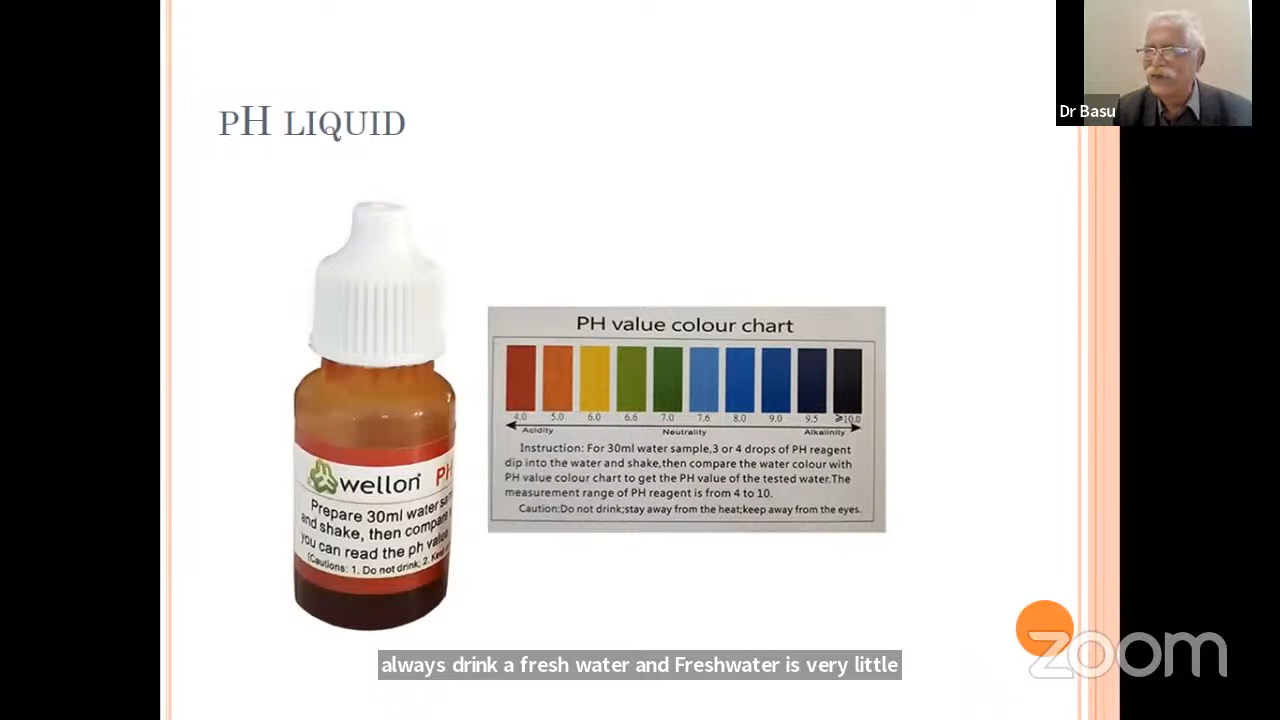 Dr Basu
PH LIQUID
PH value colour chart
4.0 5.0 6.0 6.6 7.0 7.6 8.0 9.0 9.5 ≥10.0
Acidity Neutrality Alkalinity
Instruction: For 30ml water sample,3 or 4 drops of PH reagent
dip into the water and shake,then compare the water colour with
PH value colour chart to get the PH value of the tested water.The
measurement range of PH reagent is from 4 to 10.
Caution:Do not drink;stay away from the heat;keep away from the eyes.
wellon PH
Prepare 30ml water
and shake, then compare
you can read the ph
(Cautions: 1. Do not drink; 2.
always drink a fresh water and Freshwater is very little
zoom